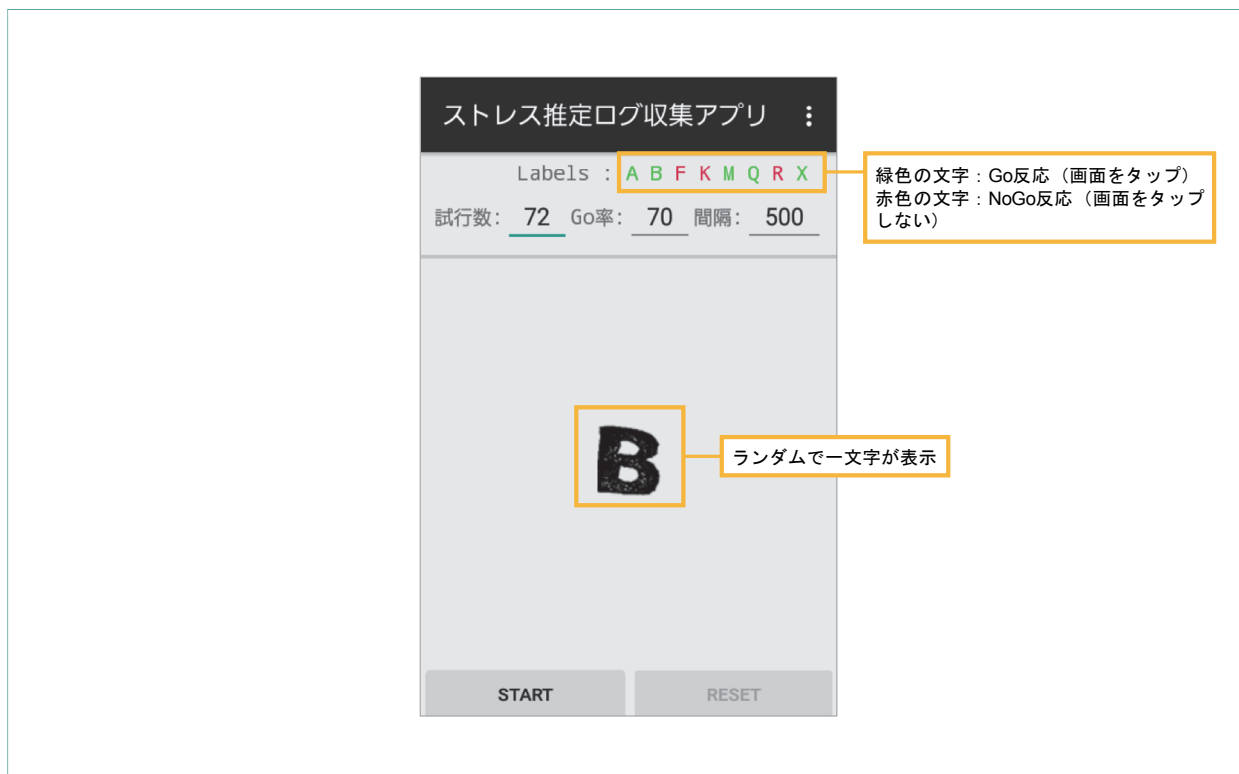 ストレス推定ログ収集アプリ
Labels : A B F K M Q R X
試行数: 72 Go率: 70 間隔: 500
緑色の文字：Go反応（画面をタップ）
赤色の文字：NoGo反応（画面をタップ
しない）
B
ランダムで一文字が表示
START RESET